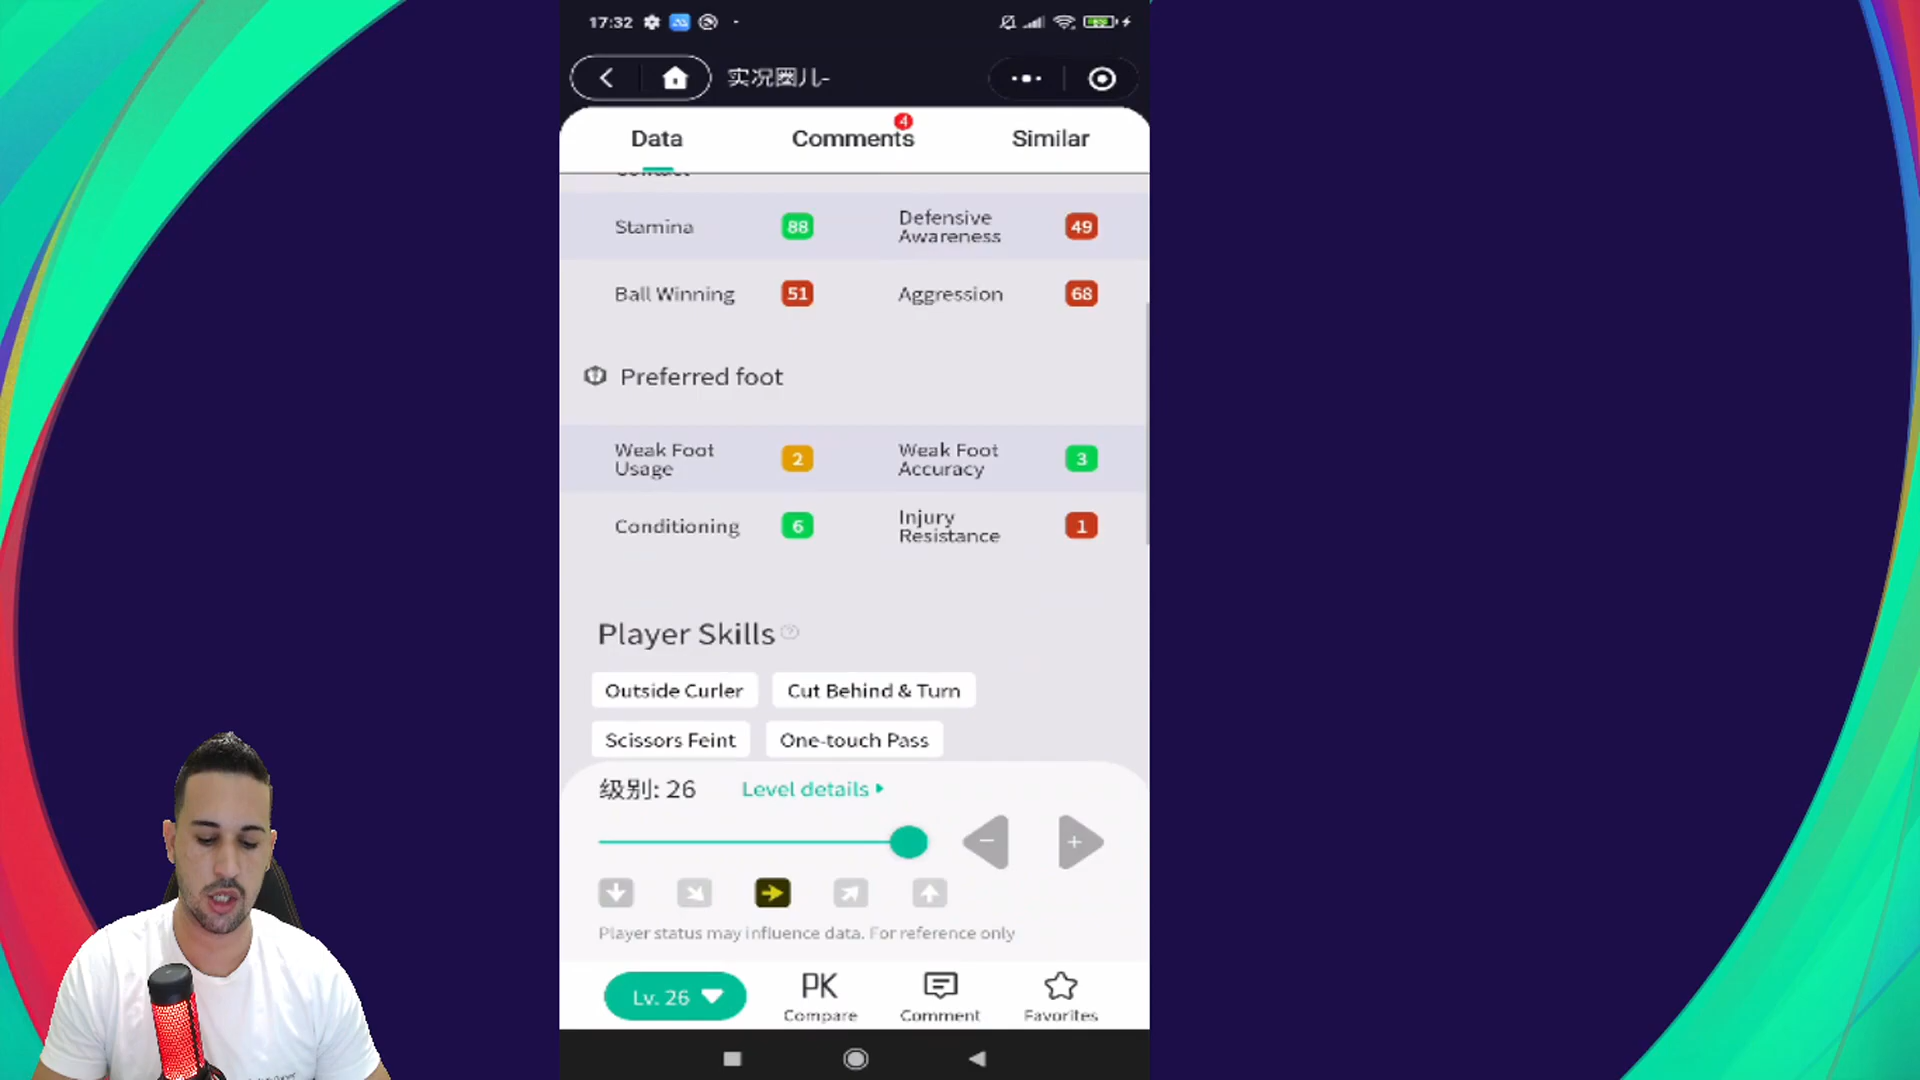 17:32
实况圈儿-
Data
Comments
4
Similar
Contact
Stamina 88
Defensive Awareness 49
Ball Winning 51
Aggression 68
Preferred foot
Weak Foot Usage 2
Weak Foot Accuracy 3
Conditioning 6
Injury Resistance 1
Player Skills
Outside Curler
Cut Behind & Turn
Scissors Feint
One-touch Pass
级别: 26
Level details
Player status may influence data. For reference only
Lv. 26
PK
Compare
Comment
Favorites